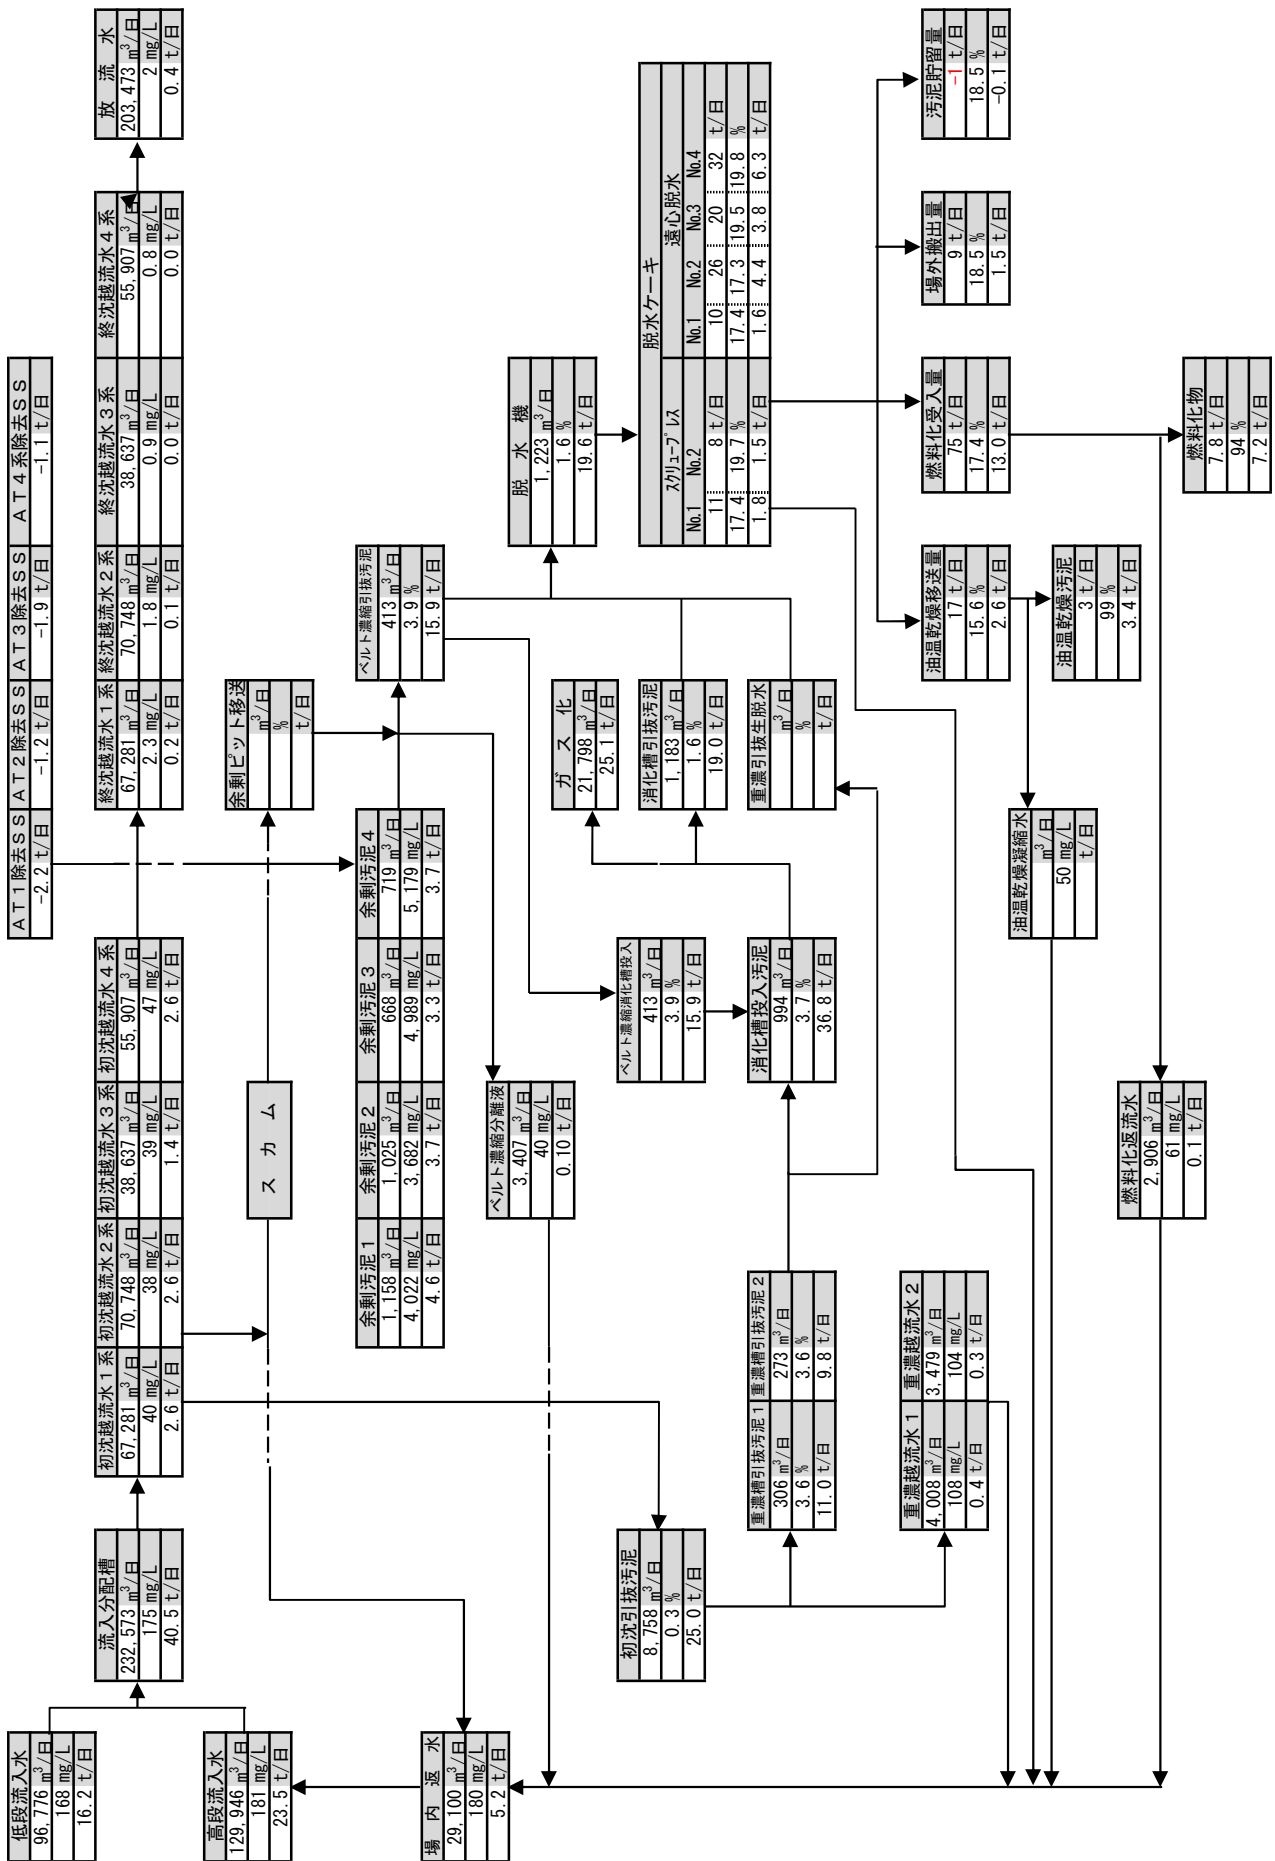 低段流入水
96,776 m³/日
168 mg/L
16.2 t/日
高段流入水
129,946 m³/日
181 mg/L
23.5 t/日
場内返水
29,100 m³/日
180 mg/L
5.2 t/日
流入分配槽
232,573 m³/日
175 mg/L
40.5 t/日
初沈越流水1系 初沈越流水2系 初沈越流水3系 初沈越流水4系
67,281 m³/日 70,748 m³/日 38,637 m³/日 55,907 m³/日
40 mg/L 38 mg/L 39 mg/L 47 mg/L
2.6 t/日 2.6 t/日 1.4 t/日 2.6 t/日
AT1除去SS AT2除去SS AT3除去SS AT4系除去SS
-2.2 t/日 -1.2 t/日 -1.9 t/日 -1.1 t/日
終沈越流水1系 終沈越流水2系 終沈越流水3系 終沈越流水4系
67,281 m³/日 70,748 m³/日 38,637 m³/日 55,907 m³/日
2.3 mg/L 1.8 mg/L 0.9 mg/L 0.8 mg/L
0.2 t/日 0.1 t/日 0.0 t/日 0.0 t/日
放流水
203,473 m³/日
2 mg/L
0.4 t/日
スカム
余剰ピット移送
m³/日
%
t/日
余剰汚泥1 余剰汚泥2 余剰汚泥3 余剰汚泥4
1,158 m³/日 1,025 m³/日 668 m³/日 719 m³/日
4,022 mg/L 3,682 mg/L 4,989 mg/L 5,179 mg/L
4.6 t/日 3.7 t/日 3.3 t/日 3.7 t/日
ベルト濃縮引抜汚泥
413 m³/日
3.9 %
15.9 t/日
ベルト濃縮分離液
3,407 m³/日
40 mg/L
0.10 t/日
脱水機
1,223 m³/日
1.6 %
19.6 t/日
ガス化
21,798 m³/日
25.1 t/日
ベルト濃縮消化槽投入
413 m³/日
3.9 %
15.9 t/日
消化槽引抜汚泥
1,183 m³/日
1.6 %
19.0 t/日
初沈引抜汚泥
8,758 m³/日
0.3 %
25.0 t/日
重濃槽引抜汚泥1 重濃槽引抜汚泥2
306 m³/日 273 m³/日
3.6 % 3.6 %
11.0 t/日 9.8 t/日
消化槽投入汚泥
994 m³/日
3.7 %
36.8 t/日
重濃引抜生脱水
m³/日
%
t/日
脱水ケーキ
スクリュープレス 遠心脱水
No.1 No.2 No.1 No.2 No.3 No.4
11 8 t/日 10 26 20 32 t/日
17.4 19.7 % 17.4 17.3 19.5 19.8 %
1.8 1.5 t/日 1.6 4.4 3.8 6.3 t/日
重濃越流水1 重濃越流水2
4,008 m³/日 3,479 m³/日
108 mg/L 104 mg/L
0.4 t/日 0.3 t/日
油温乾燥移送量
17 t/日
15.6 %
2.6 t/日
燃料化受入量
75 t/日
17.4 %
13.0 t/日
場外搬出量
9 t/日
18.5 %
1.5 t/日
汚泥貯留量
-1 t/日
18.5 %
-0.1 t/日
油温乾燥凝縮水
m³/日
50 mg/L
t/日
油温乾燥汚泥
3 t/日
99 %
3.4 t/日
燃料化返流水
2,906 m³/日
61 mg/L
0.1 t/日
燃料化物
7.8 t/日
94 %
7.2 t/日